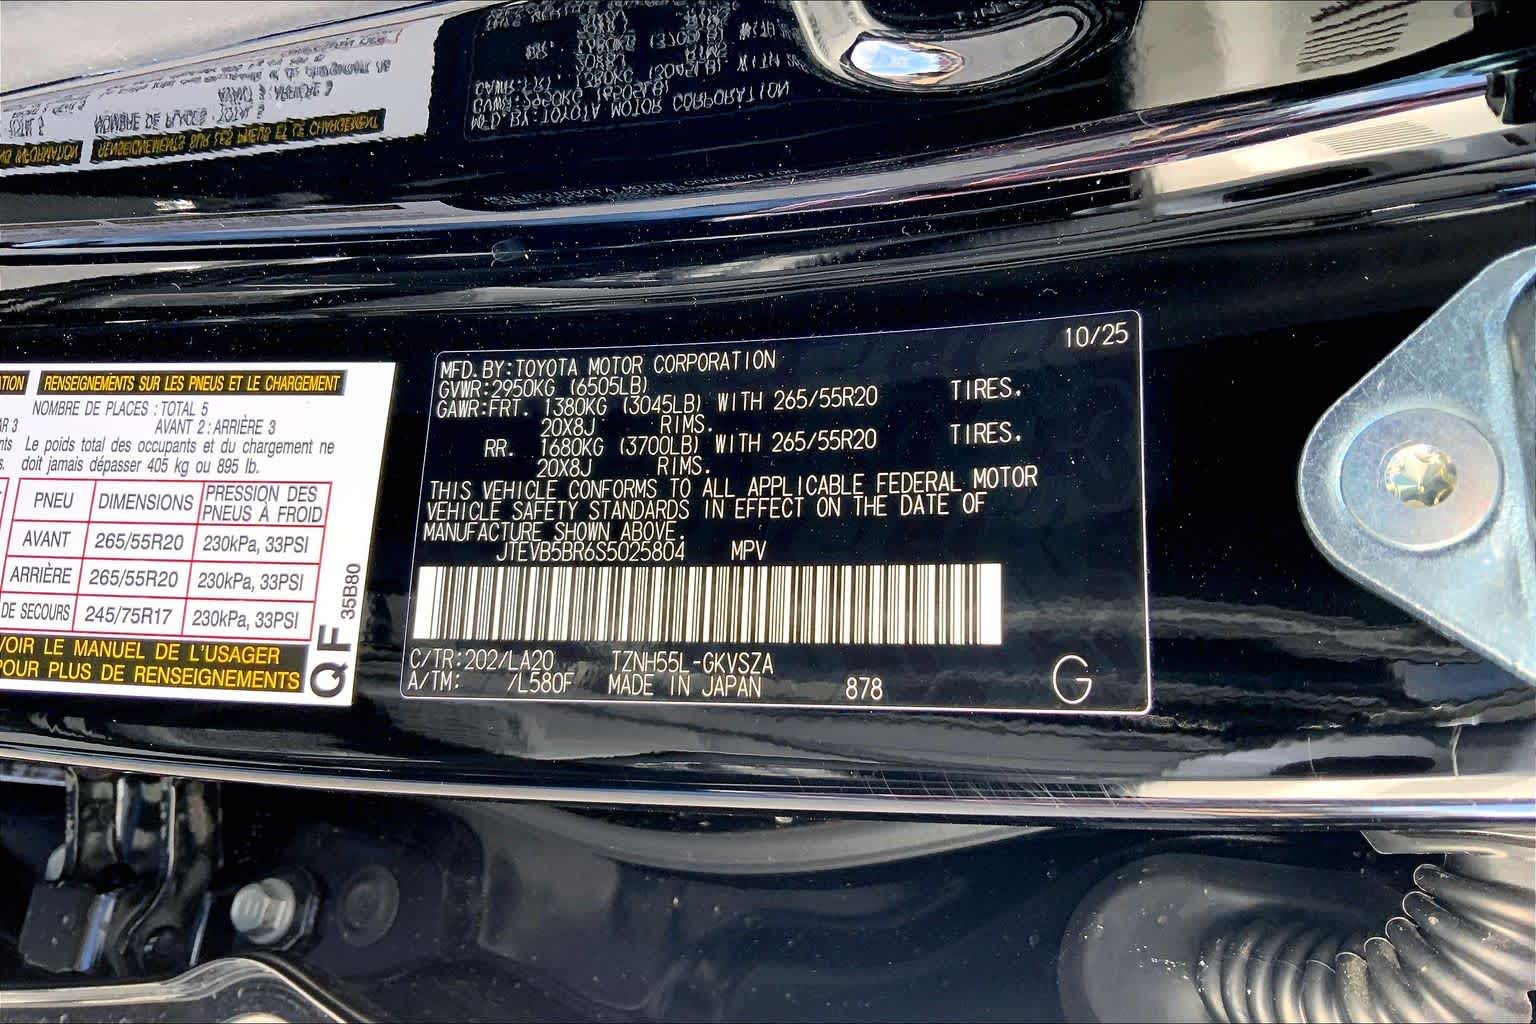 ATION RENSEIGNEMENTS SUR LES PNEUS ET LE CHARGEMENT
NOMBRE DE PLACES : TOTAL 5
AR 3 AVANT 2 : ARRIÈRE 3
Le poids total des occupants et du chargement ne
doit jamais dépasser 405 kg ou 895 lb.
PNEU DIMENSIONS PRESSION DES PNEUS À FROID
AVANT 265/55R20 230kPa, 33PSI
ARRIÈRE 265/55R20 230kPa, 33PSI
DE SECOURS 245/75R17 230kPa, 33PSI
VOIR LE MANUEL DE L'USAGER
POUR PLUS DE RENSEIGNEMENTS
QF 35B80
10/25
MFD. BY:TOYOTA MOTOR CORPORATION
GVWR:2950KG (6505LB)
GAWR:FRT. 1380KG (3045LB) WITH 265/55R20 TIRES,
20X8J RIMS.
RR. 1680KG (3700LB) WITH 265/55R20 TIRES,
20X8J RIMS.
THIS VEHICLE CONFORMS TO ALL APPLICABLE FEDERAL MOTOR
VEHICLE SAFETY STANDARDS IN EFFECT ON THE DATE OF
MANUFACTURE SHOWN ABOVE.
JTEVB5BR6S5025804 MPV
C/TR:202/LA20 TZNH55L-GKVSZA
A/TM: /L580F MADE IN JAPAN 878 G